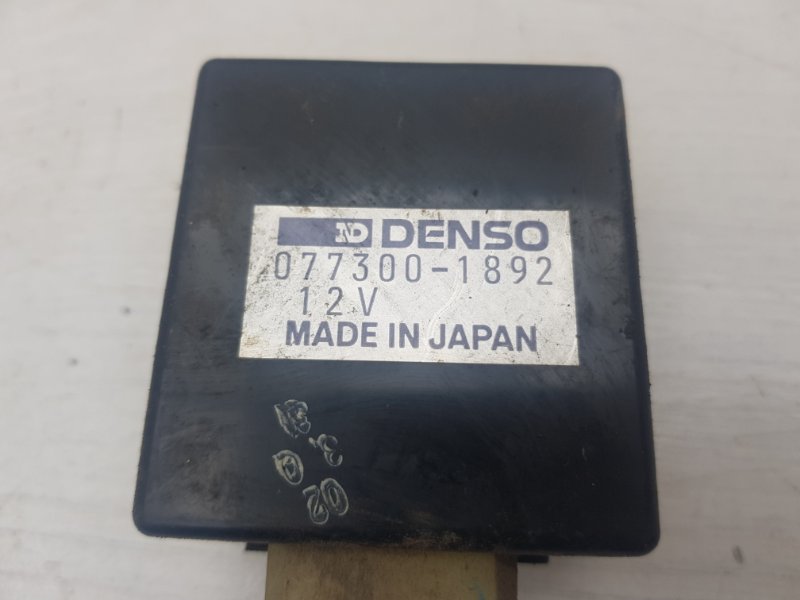 ND DENSO
077300-1892
12V
MADE IN JAPAN